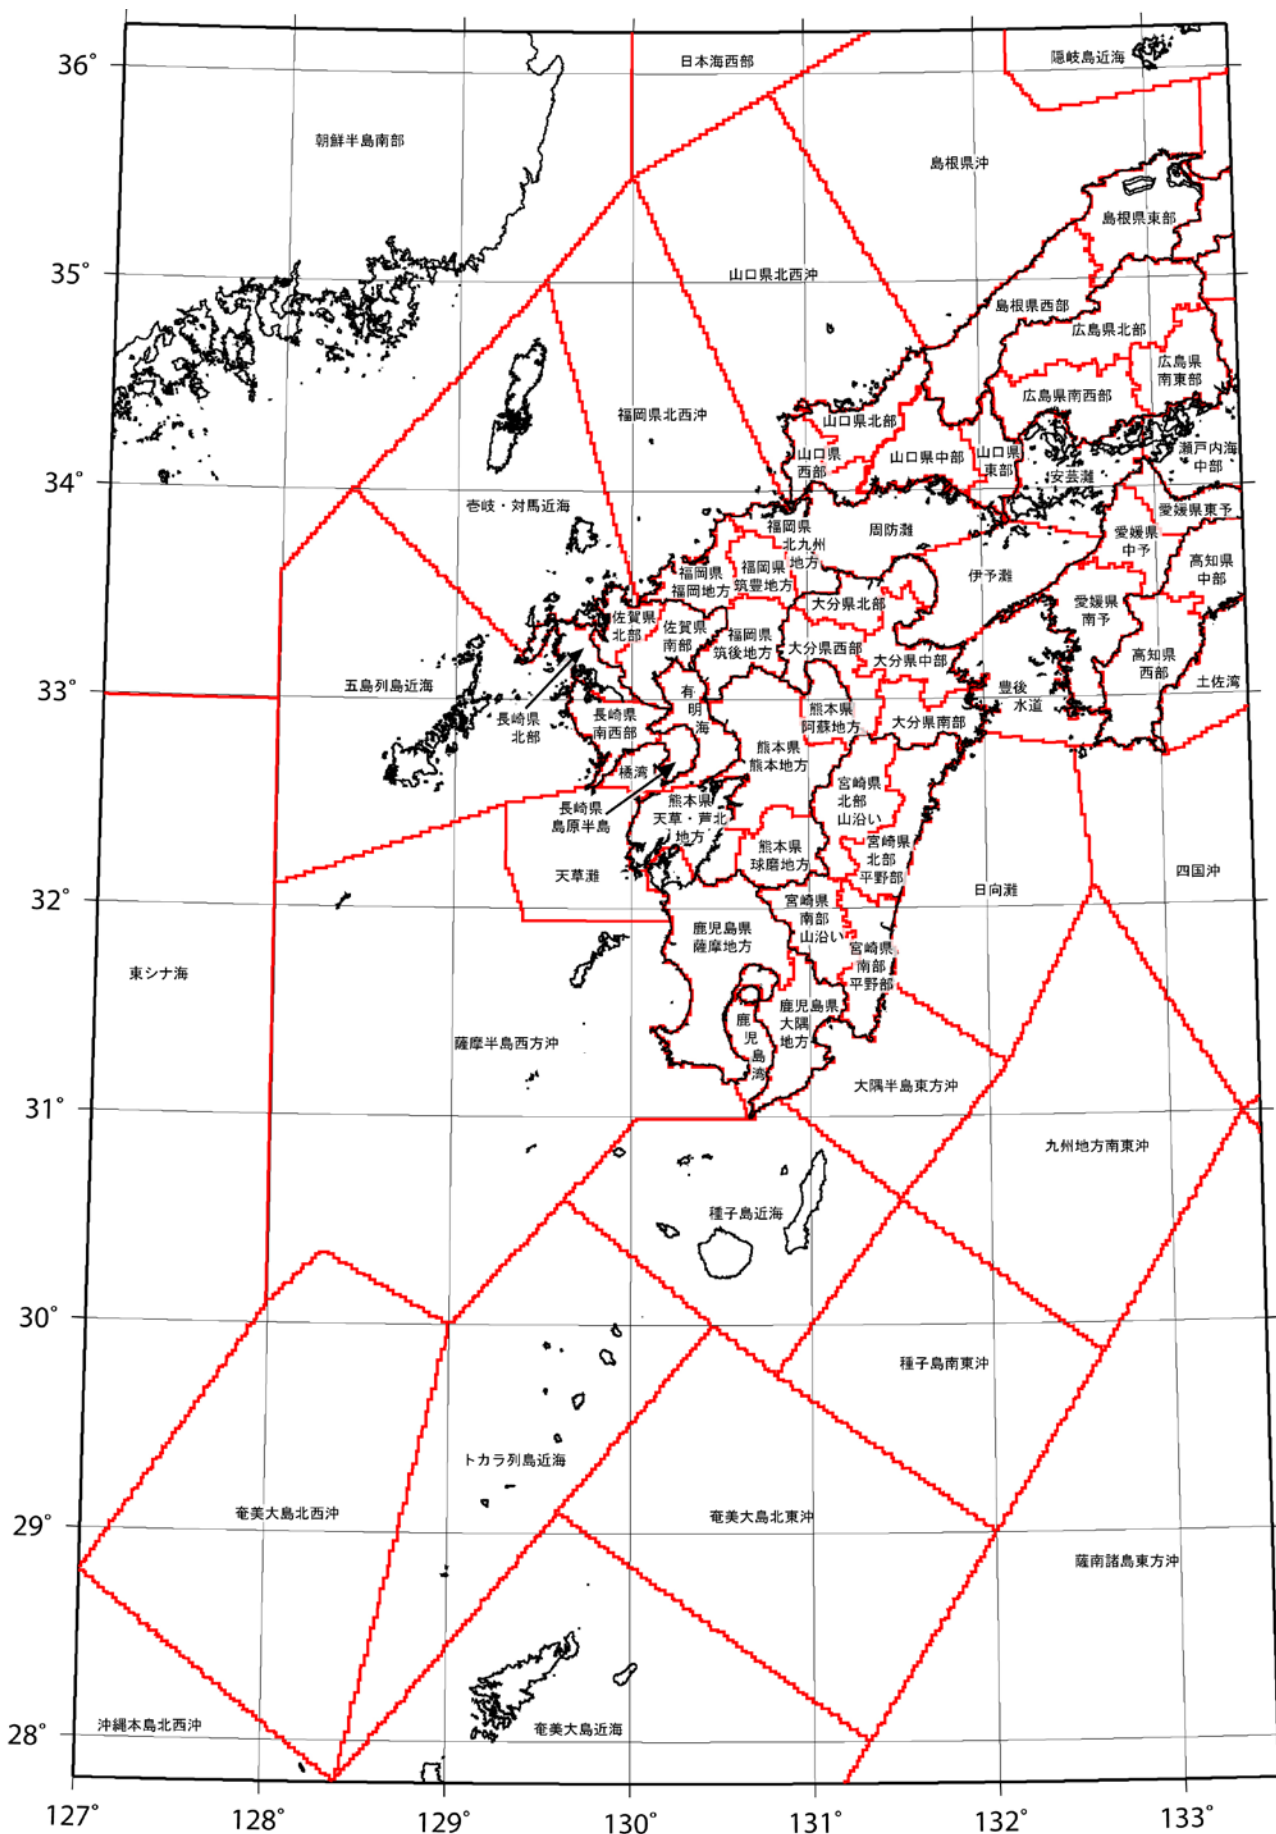 36°
日本海西部
隠岐島近海
朝鮮半島南部
島根県沖
島根県東部
35°
山口県北西沖
島根県西部
広島県北部
広島県
南東部
広島県南西部
福岡県北西沖
山口県北部
山口県
西部
山口県中部
山口県
東部
瀬戸内海
中部
安芸灘
34°
壱岐・対馬近海
愛媛県東予
福岡県
北九州
地方
周防灘
愛媛県
中予
高知県
中部
福岡県
福岡地方
福岡県
筑豊地方
伊予灘
大分県北部
愛媛県
南予
佐賀県
北部
佐賀県
南部
福岡県
筑後地方
大分県西部
大分県中部
高知県
西部
土佐湾
33°
五島列島近海
有
明
海
豊後
水道
長崎県
北部
長崎県
南西部
熊本県
阿蘇地方
大分県南部
熊本県
熊本地方
橘湾
宮崎県
北部
山沿い
長崎県
島原半島
熊本県
天草・芦北
地方
宮崎県
北部
平野部
熊本県
球磨地方
天草灘
四国沖
日向灘
32°
宮崎県
南部
山沿い
鹿児島県
薩摩地方
宮崎県
南部
平野部
東シナ海
鹿児島県
大隅
地方
鹿
児
島
湾
薩摩半島西方沖
大隅半島東方沖
31°
九州地方南東沖
種子島近海
30°
種子島南東沖
トカラ列島近海
奄美大島北西沖
奄美大島北東沖
29°
薩南諸島東方沖
沖縄本島北西沖
奄美大島近海
28°
127°
128°
129°
130°
131°
132°
133°